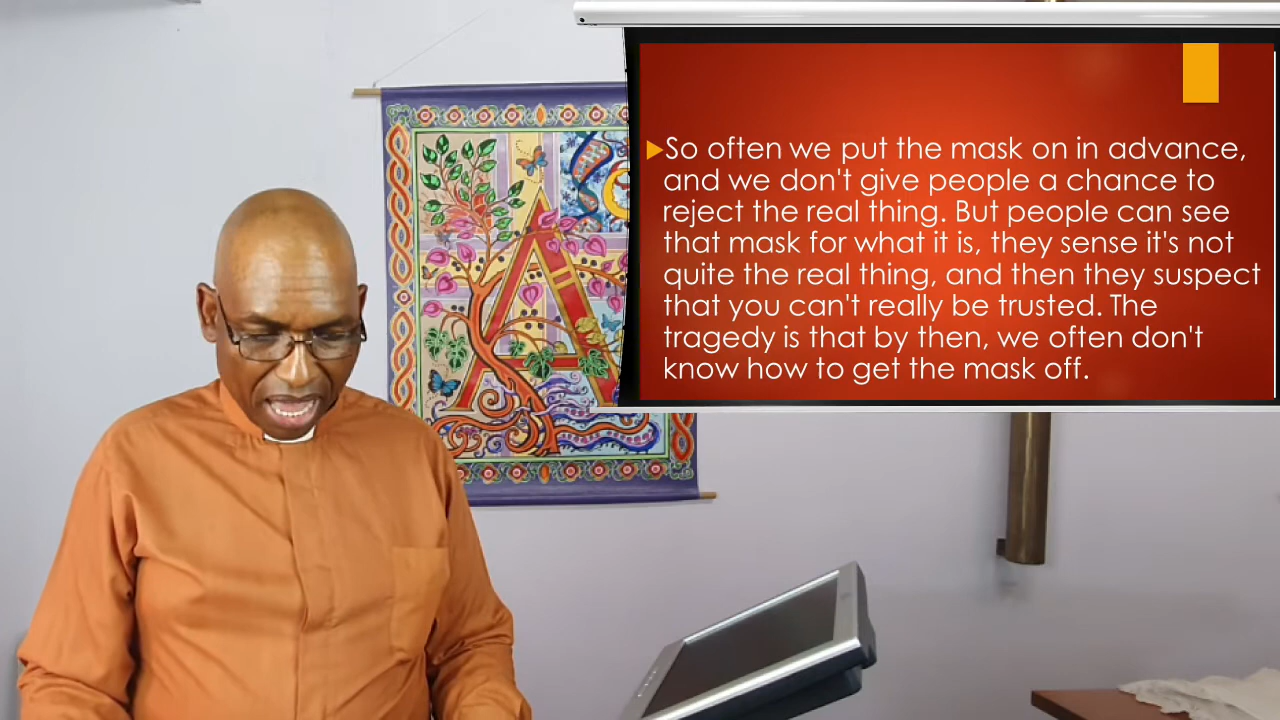 So often we put the mask on in advance,
and we don't give people a chance to
reject the real thing. But people can see
that mask for what it is, they sense it's not
quite the real thing, and then they suspect
that you can't really be trusted. The
tragedy is that by then, we often don't
know how to get the mask off.